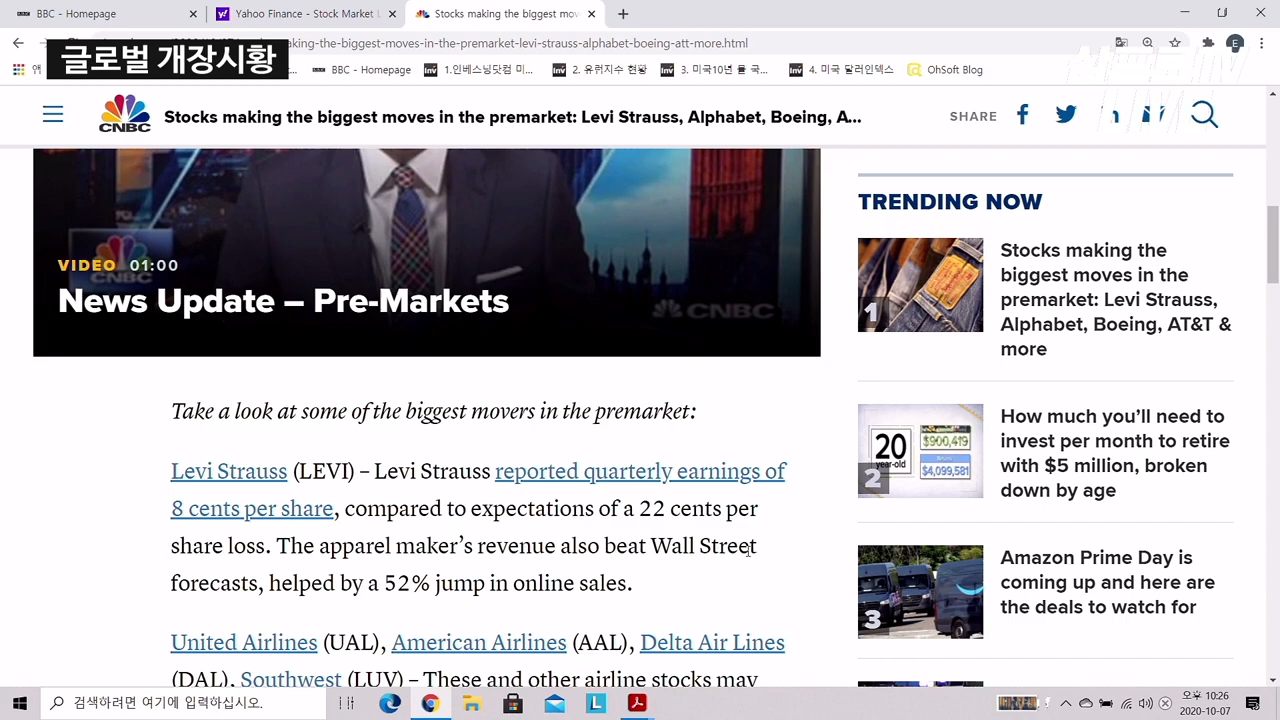 BBC - Homepage
Yahoo Finance - Stock Market L
Stocks making the biggest mov
aking-the-biggest-moves-in-the-premarket-levi-strauss-alphabet-boeing-att-more.html
글로벌 개장시황
BBC - Homepage
1.인베스팅닷컴 미...
2. 유럽지수 현황
3. 미국10년 물 국...
4. 미국 달러인덱스
OhSoft Blog
CNBC
Stocks making the biggest moves in the premarket: Levi Strauss, Alphabet, Boeing, A...
SHARE
VIDEO 01:00
News Update – Pre-Markets
CNBC
CNBC
Take a look at some of the biggest movers in the premarket:
Levi Strauss (LEVI) – Levi Strauss reported quarterly earnings of
8 cents per share, compared to expectations of a 22 cents per
share loss. The apparel maker’s revenue also beat Wall Street
forecasts, helped by a 52% jump in online sales.
United Airlines (UAL), American Airlines (AAL), Delta Air Lines
(DAL), Southwest (LUV) – These and other airline stocks may
TRENDING NOW
1
Stocks making the
biggest moves in the
premarket: Levi Strauss,
Alphabet, Boeing, AT&T &
more
20
year-old
$900,419
$4,099,581
2
How much you’ll need to
invest per month to retire
with $5 million, broken
down by age
3
Amazon Prime Day is
coming up and here are
the deals to watch for
검색하려면 여기에 입력하십시오.
오후 10:26
2020-10-07